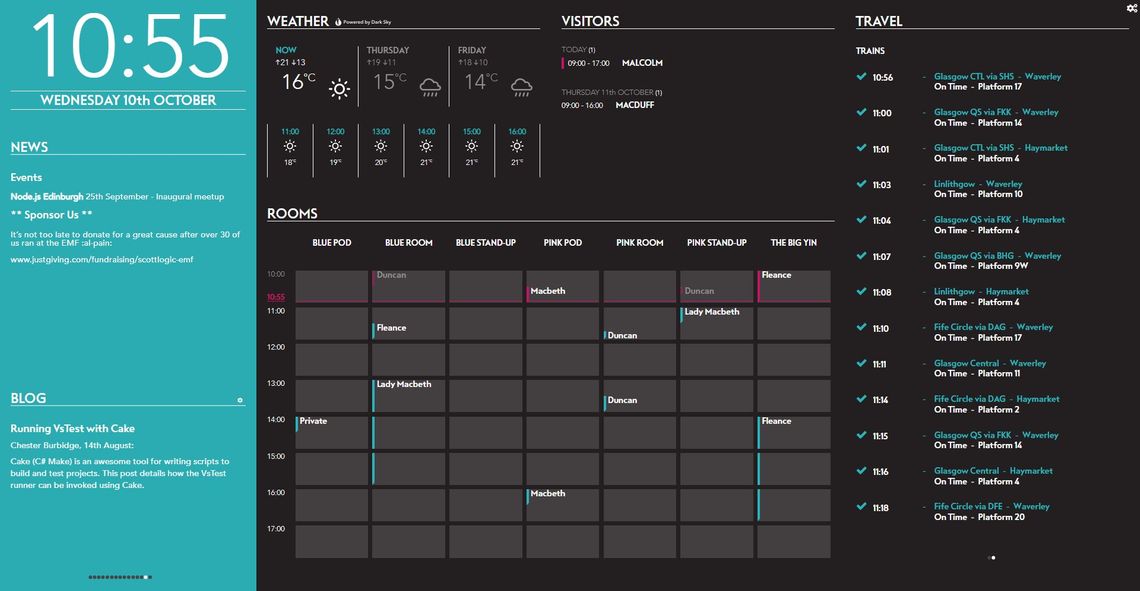 10:55
WEDNESDAY 10th OCTOBER
NEWS
Events
Node.js Edinburgh 25th September - Inaugural meetup
** Sponsor Us **
It's not too late to donate for a great cause after over 30 of
us ran at the EMF :al-pain:
www.justgiving.com/fundraising/scottlogic-emf
BLOG
Running VsTest with Cake
Chester Burbidge, 14th August:
Cake (C# Make) is an awesome tool for writing scripts to
build and test projects. This post details how the VsTest
runner can be invoked using Cake.
WEATHER Powered by Dark Sky
NOW THURSDAY FRIDAY
↑21 ↓13 ↑19 ↓11 ↑18 ↓10
16°C 15°C 14°C
11:00 12:00 13:00 14:00 15:00 16:00
18°C 19°C 20°C 21°C 21°C 21°C
VISITORS
TODAY (1)
09:00 - 17:00 MALCOLM
THURSDAY 11th OCTOBER (1)
09:00 - 16:00 MACDUFF
ROOMS
BLUE POD BLUE ROOM BLUE STAND-UP PINK POD PINK ROOM PINK STAND-UP THE BIG YIN
10:00 Duncan Fleance
Macbeth Duncan
10:55
11:00 Lady Macbeth
Fleance
Duncan
12:00
13:00 Lady Macbeth
Duncan
14:00 Private Fleance
15:00
16:00 Macbeth
17:00
TRAVEL
TRAINS
10:56 - Glasgow CTL via SHS - Waverley
On Time - Platform 17
11:00 - Glasgow QS via FKK - Waverley
On Time - Platform 14
11:01 - Glasgow CTL via SHS - Haymarket
On Time - Platform 4
11:03 - Linlithgow - Waverley
On Time - Platform 10
11:04 - Glasgow QS via FKK - Haymarket
On Time - Platform 4
11:07 - Glasgow QS via BHG - Waverley
On Time - Platform 9W
11:08 - Linlithgow - Haymarket
On Time - Platform 4
11:10 - Fife Circle via DAG - Waverley
On Time - Platform 17
11:11 - Glasgow Central - Waverley
On Time - Platform 11
11:14 - Fife Circle via DAG - Haymarket
On Time - Platform 2
11:15 - Glasgow QS via FKK - Waverley
On Time - Platform 14
11:16 - Glasgow Central - Haymarket
On Time - Platform 4
11:18 - Fife Circle via DFE - Waverley
On Time - Platform 20